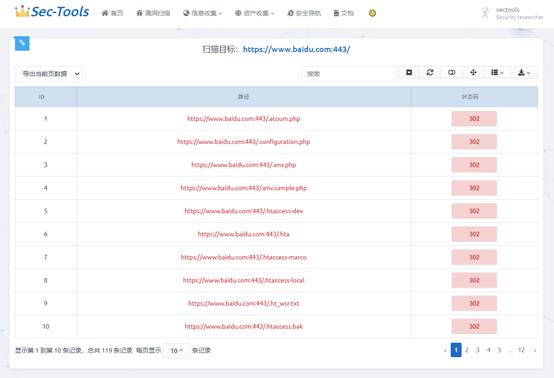 Sec-Tools 首页 漏洞扫描 信息收集 资产收集 安全导航 文档
sectools
Security researcher
扫描目标：https://www.baidu.com:443/
导出当前页数据 搜索
ID 路径 状态码
1 https://www.baidu.com:443/.atoum.php 302
2 https://www.baidu.com:443/.configuration.php 302
3 https://www.baidu.com:443/.env.php 302
4 https://www.baidu.com:443/.env.sample.php 302
5 https://www.baidu.com:443/.htaccess-dev 302
6 https://www.baidu.com:443/.hta 302
7 https://www.baidu.com:443/.htaccess-marco 302
8 https://www.baidu.com:443/.htaccess-local 302
9 https://www.baidu.com:443/.ht_wsr.txt 302
10 https://www.baidu.com:443/.htaccess.bak 302
显示第 1 到第 10 条记录，总共 119 条记录 每页显示 10 条记录 ‹ 1 2 3 4 5 ... 12 ›